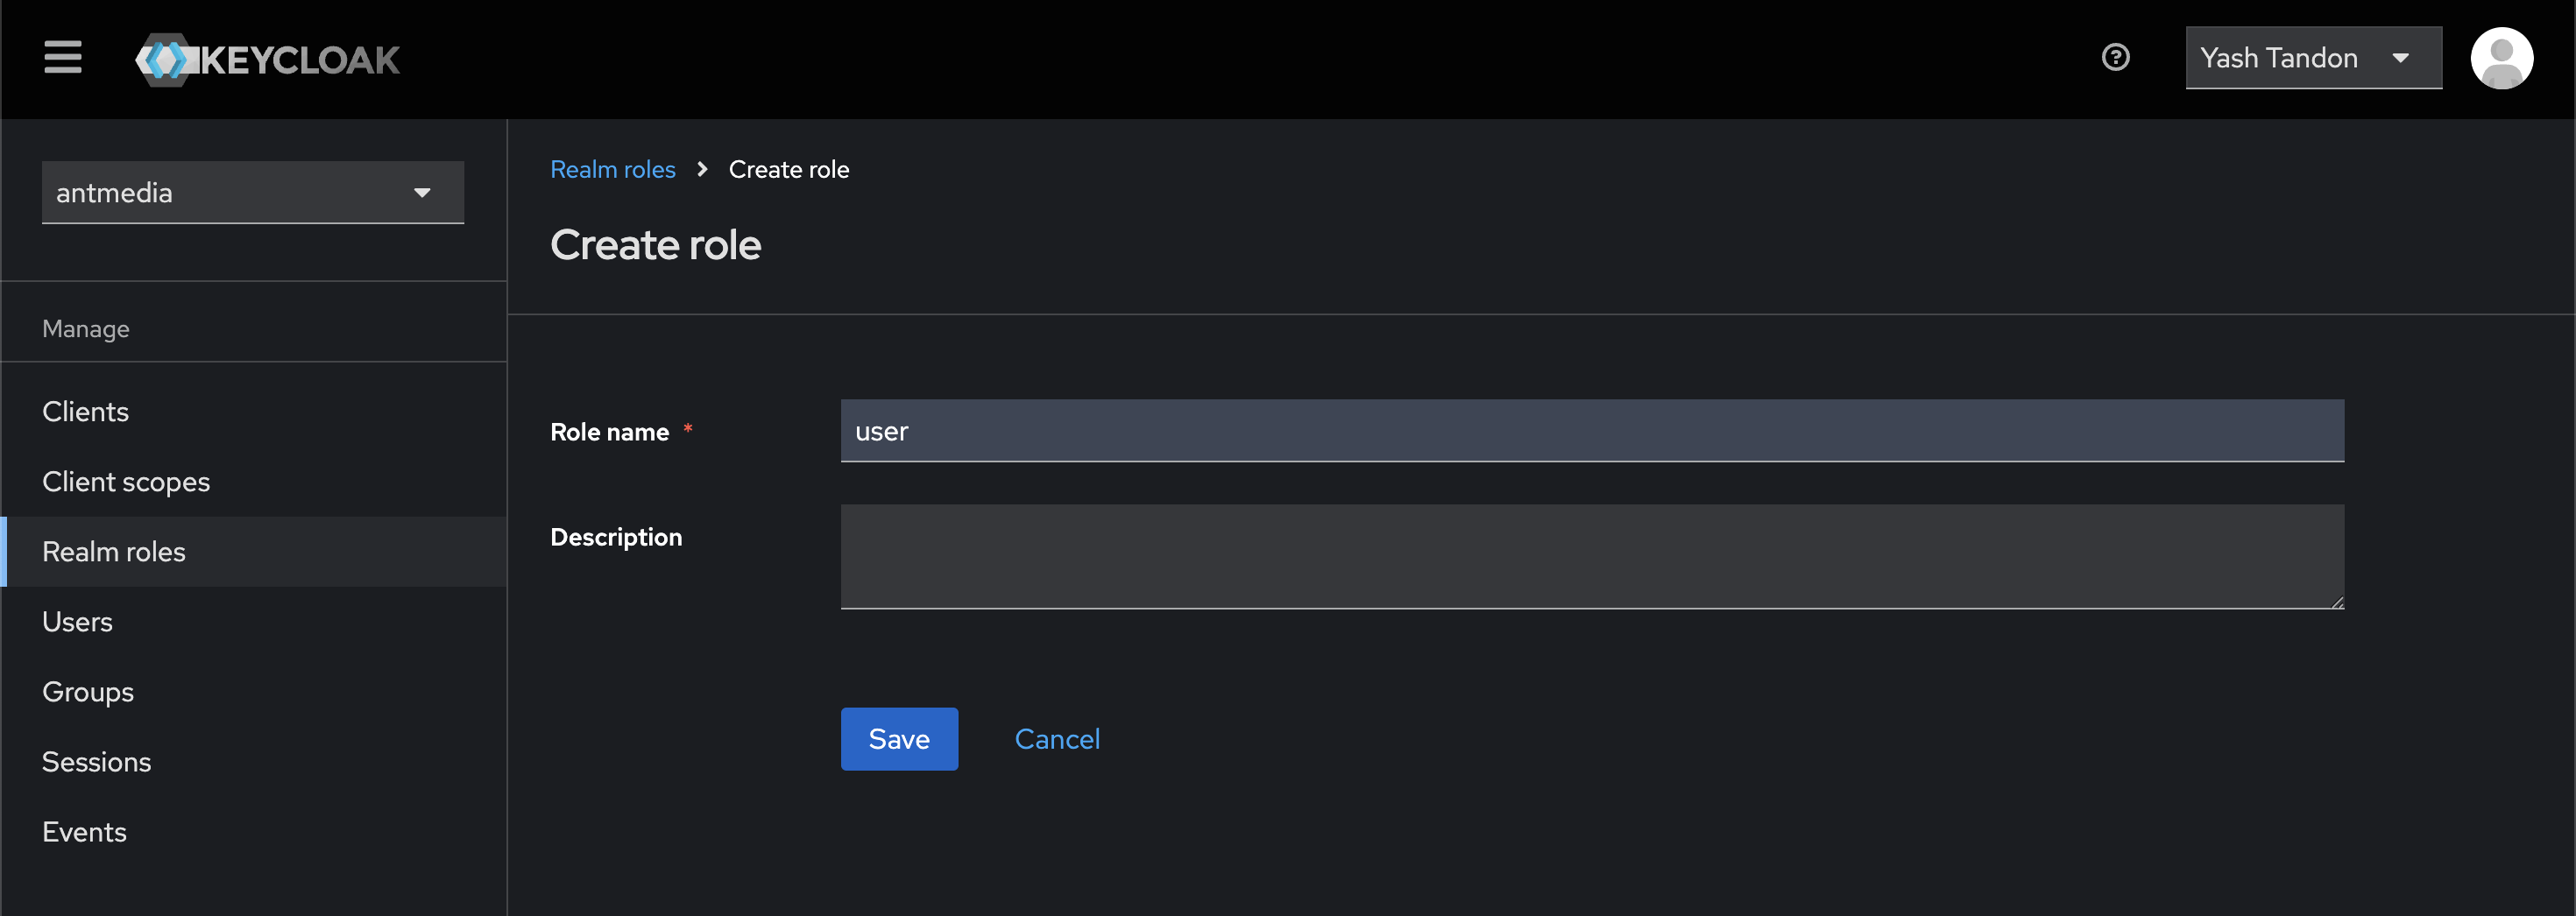 KEYCLOAK
Yash Tandon
antmedia
Manage
Clients
Client scopes
Realm roles
Users
Groups
Sessions
Events
Realm roles > Create role
Create role
Role name *
user
Description
Save
Cancel